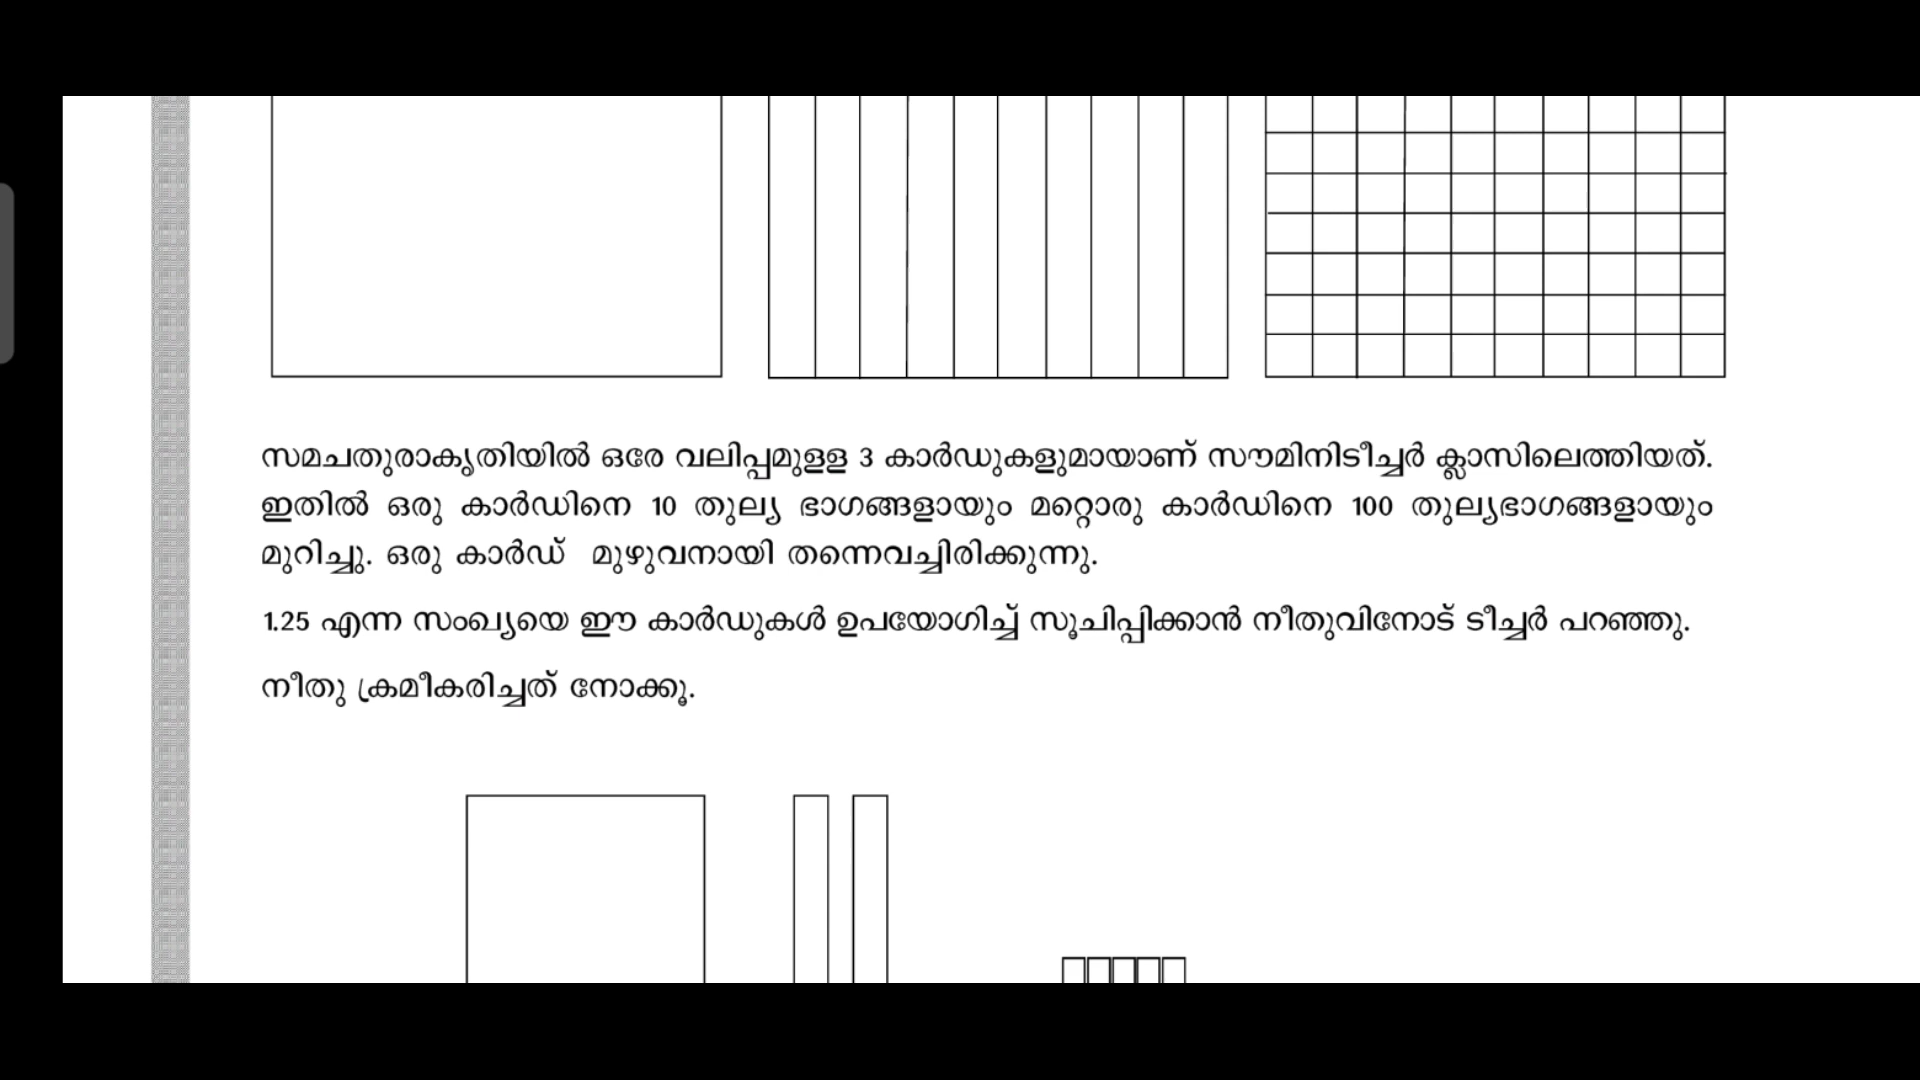 സമചതുരാകൃതിയിൽ ഒരേ വലിപ്പമുളള 3 കാർഡുകളുമായാണ് സൗമിനിടീച്ചർ ക്ലാസിലെത്തിയത്.
ഇതിൽ ഒരു കാർഡിനെ 10 തുല്യ ഭാഗങ്ങളായും മറ്റൊരു കാർഡിനെ 100 തുല്യഭാഗങ്ങളായും
മുറിച്ചു. ഒരു കാർഡ് മുഴുവനായി തന്നെവച്ചിരിക്കുന്നു.
1.25 എന്ന സംഖ്യയെ ഈ കാർഡുകൾ ഉപയോഗിച്ച് സൂചിപ്പിക്കാൻ നീതുവിനോട് ടീച്ചർ പറഞ്ഞു.
നീതു ക്രമീകരിച്ചത് നോക്കൂ.